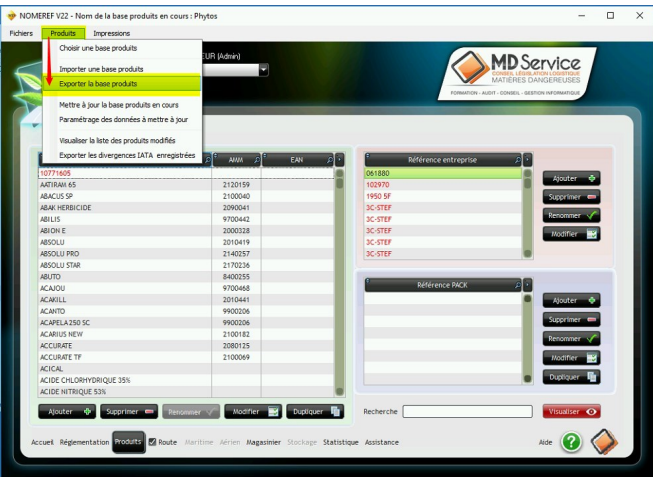 NOMEREF V22 - Nom de la base produits en cours : Phytos
Fichiers Produits Impressions
Choisir une base produits
Importer une base produits
Exporter la base produits
Mettre à jour la base produits en cours
Paramétrage des données à mettre à jour
Visualiser la liste des produits modifiés
Exporter les divergences IATA enregistrées
EUR (Admin)
MD Service
CONSEIL LÉGISLATION LOGISTIQUE
MATIÈRES DANGEREUSES
FORMATION - AUDIT - CONSEIL - GESTION INFORMATIQUE
AMM EAN
10771605
AATIRAM 65 2120159
ABACUS SP 2100040
ABAK HERBICIDE 2090041
ABILIS 9700442
ABION E 2000328
ABSOLU 2010419
ABSOLU PRO 2140257
ABSOLU STAR 2170236
ABUTO 8400255
ACAJOU 9700468
ACAKILL 2010441
ACANTO 9900206
ACAPELA 250 SC 9900206
ACARIUS NEW 2100182
ACCURATE 2080125
ACCURATE TF 2100069
ACICAL
ACIDE CHLORHYDRIQUE 35%
ACIDE NITRIQUE 53%
Ajouter Supprimer Renommer Modifier Dupliquer
Référence entreprise
061880
102970
1950 5F
3C-STEF
3C-STEF
3C-STEF
3C-STEF
3C-STEF
Ajouter
Supprimer
Renommer
Modifier
Référence PACK
Ajouter
Supprimer
Renommer
Modifier
Dupliquer
Recherche
Visualiser
Accueil Réglementation Produits Route Maritime Aérien Magasinier Stockage Statistique Assistance
Aide